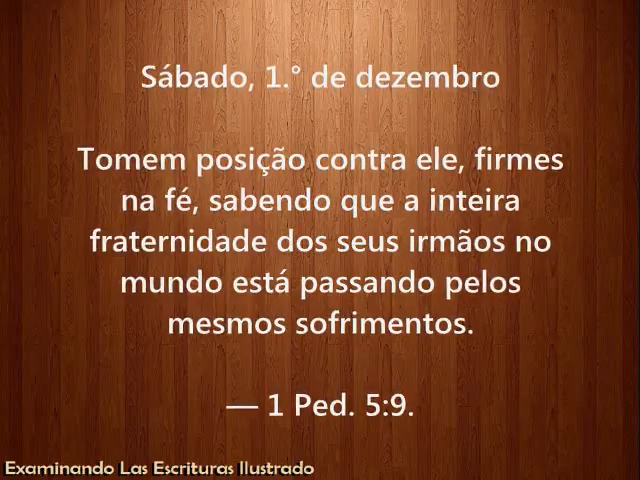 Sábado, 1.° de dezembro
Tomem posição contra ele, firmes
na fé, sabendo que a inteira
fraternidade dos seus irmãos no
mundo está passando pelos
mesmos sofrimentos.
— 1 Ped. 5:9.
Examinando Las Escrituras Ilustrado